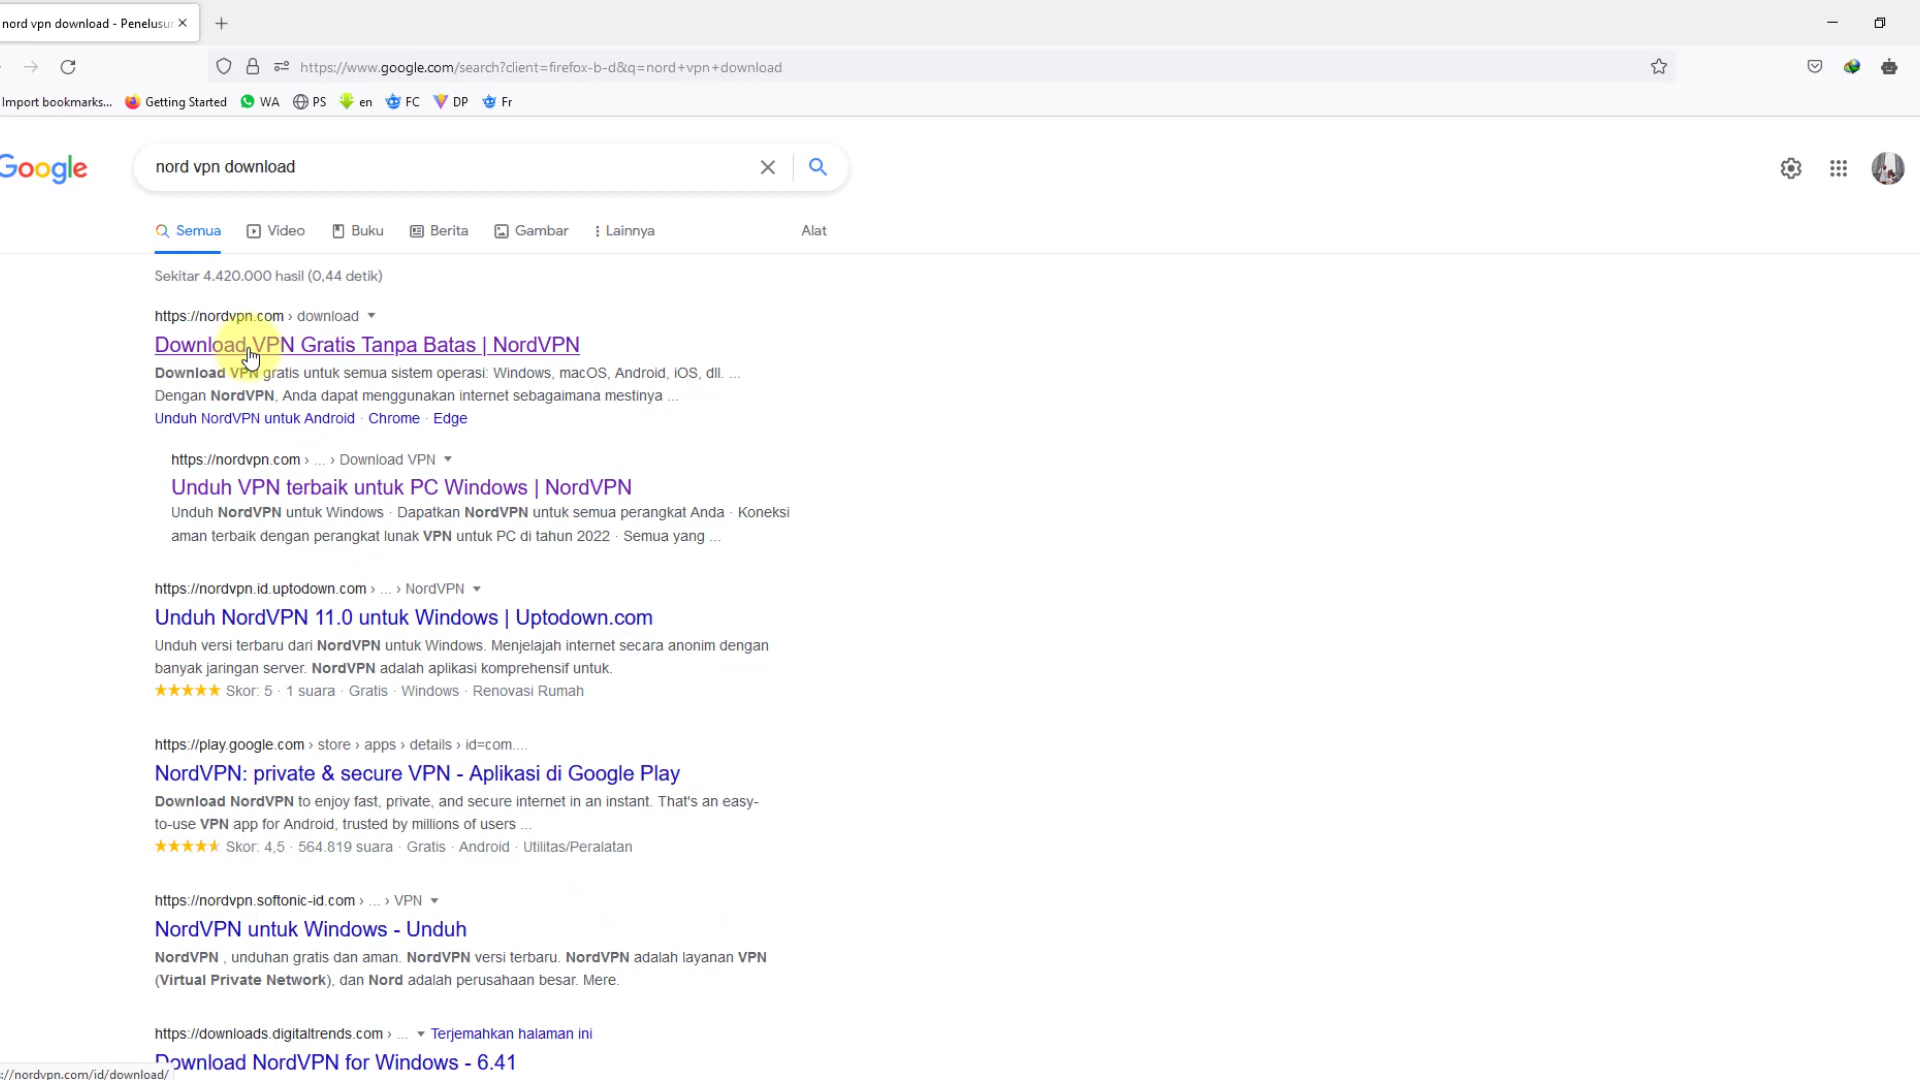 nord vpn download - Penelusur
https://www.google.com/search?client=firefox-b-d&q=nord+vpn+download
Import bookmarks... Getting Started WA PS en FC DP Fr
Google
nord vpn download
Semua Video Buku Berita Gambar Lainnya Alat
Sekitar 4.420.000 hasil (0,44 detik)
https://nordvpn.com › download
Download VPN Gratis Tanpa Batas | NordVPN
Download VPN gratis untuk semua sistem operasi: Windows, macOS, Android, iOS, dll. ...
Dengan NordVPN, Anda dapat menggunakan internet sebagaimana mestinya ...
Unduh NordVPN untuk Android · Chrome · Edge
https://nordvpn.com › ... › Download VPN
Unduh VPN terbaik untuk PC Windows | NordVPN
Unduh NordVPN untuk Windows · Dapatkan NordVPN untuk semua perangkat Anda · Koneksi
aman terbaik dengan perangkat lunak VPN untuk PC di tahun 2022 · Semua yang ...
https://nordvpn.id.uptodown.com › ... › NordVPN
Unduh NordVPN 11.0 untuk Windows | Uptodown.com
Unduh versi terbaru dari NordVPN untuk Windows. Menjelajah internet secara anonim dengan
banyak jaringan server. NordVPN adalah aplikasi komprehensif untuk.
★★★★★ Skor: 5 · 1 suara · Gratis · Windows · Renovasi Rumah
https://play.google.com › store › apps › details › id=com....
NordVPN: private & secure VPN - Aplikasi di Google Play
Download NordVPN to enjoy fast, private, and secure internet in an instant. That's an easy-
to-use VPN app for Android, trusted by millions of users ...
Skor: 4,5 · 564.819 suara · Gratis · Android · Utilitas/Peralatan
https://nordvpn.softonic-id.com › ... › VPN
NordVPN untuk Windows - Unduh
NordVPN , unduhan gratis dan aman. NordVPN versi terbaru. NordVPN adalah layanan VPN
(Virtual Private Network), dan Nord adalah perusahaan besar. Mere.
https://downloads.digitaltrends.com › ... Terjemahkan halaman ini
Download NordVPN for Windows - 6.41
://nordvpn.com/id/download/